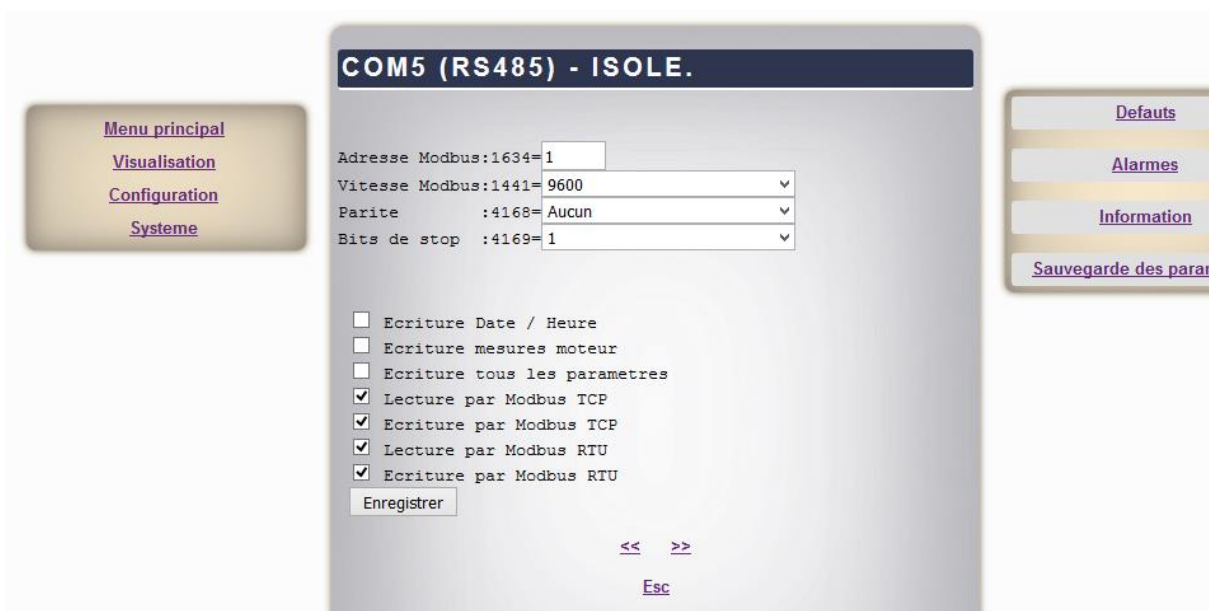 COM5 (RS485) - ISOLE.
Menu principal
Visualisation
Configuration
Systeme
Adresse Modbus:1634=1
Vitesse Modbus:1441=9600
Parite :4168=Aucun
Bits de stop :4169=1
Ecriture Date / Heure
Ecriture mesures moteur
Ecriture tous les parametres
Lecture par Modbus TCP
Ecriture par Modbus TCP
Lecture par Modbus RTU
Ecriture par Modbus RTU
Enregistrer
<< >>
Esc
Defauts
Alarmes
Information
Sauvegarde des